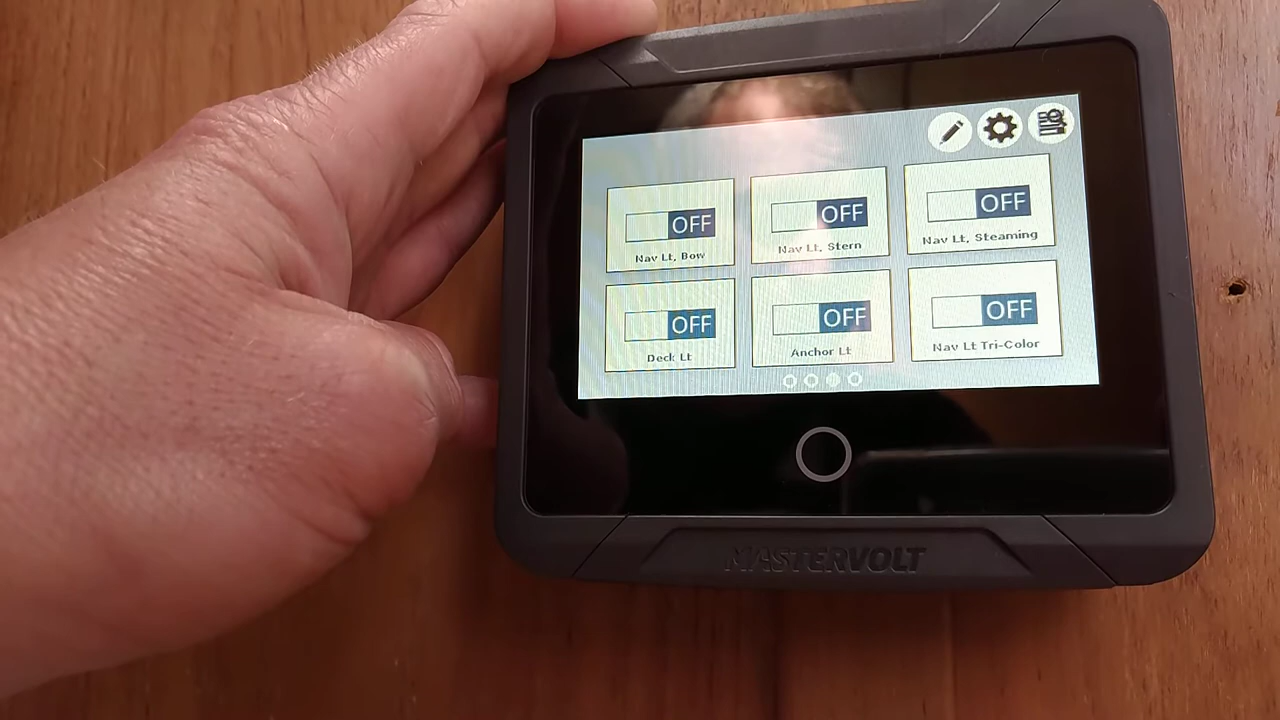 OFF OFF OFF
Nav Lt, Bow Nav Lt, Stern Nav Lt, Steaming
OFF OFF OFF
Deck Lt Anchor Lt Nav Lt Tri-Color
MASTERVOLT